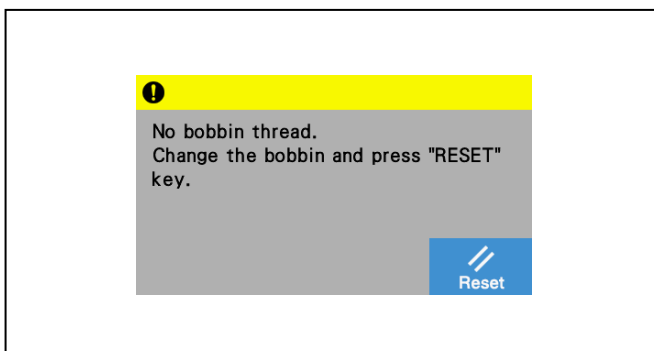 No bobbin thread.
Change the bobbin and press "RESET"
key.
Reset